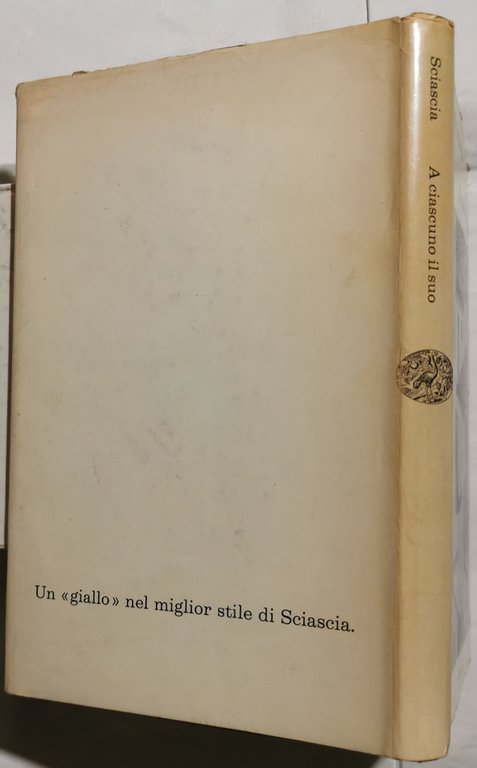 Sciascia A ciascuno il suo
Un «giallo» nel miglior stile di Sciascia.